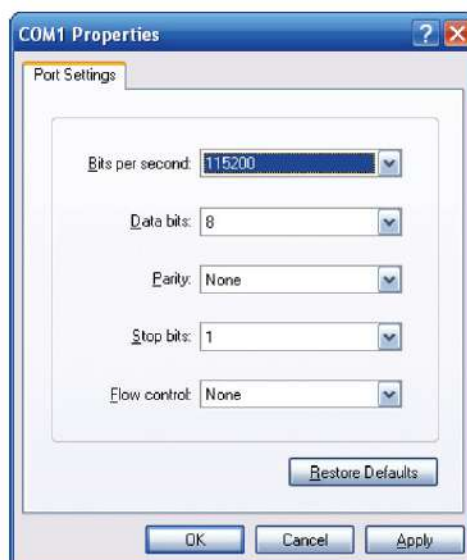 COM1 Properties
Port Settings
Bits per second: 115200
Data bits: 8
Parity: None
Stop bits: 1
Flow control: None
Restore Defaults
OK Cancel Apply